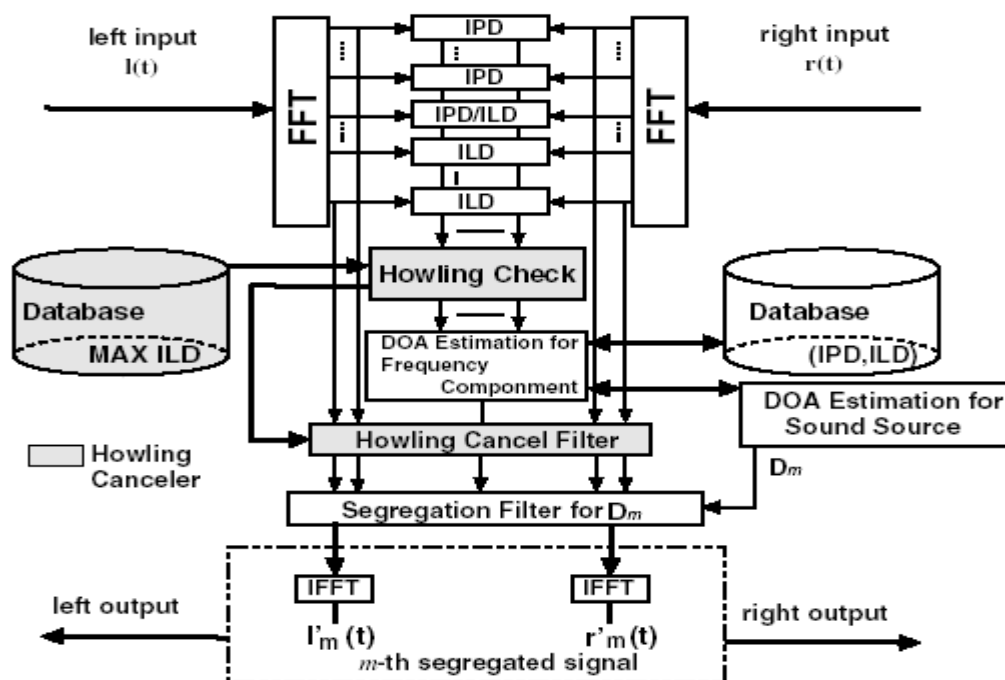 left input
l(t)
FFT
IPD
IPD
IPD/ILD
ILD
ILD
FFT
right input
r(t)
Howling Check
Database
MAX ILD
DOA Estimation for
Frequency
Componment
Database
(IPD,ILD)
DOA Estimation for
Sound Source
Dm
Howling Cancel Filter
Howling
Canceler
Segregation Filter for Dm
IFFT
IFFT
left output
l'm (t)
r'm (t)
right output
m-th segregated signal